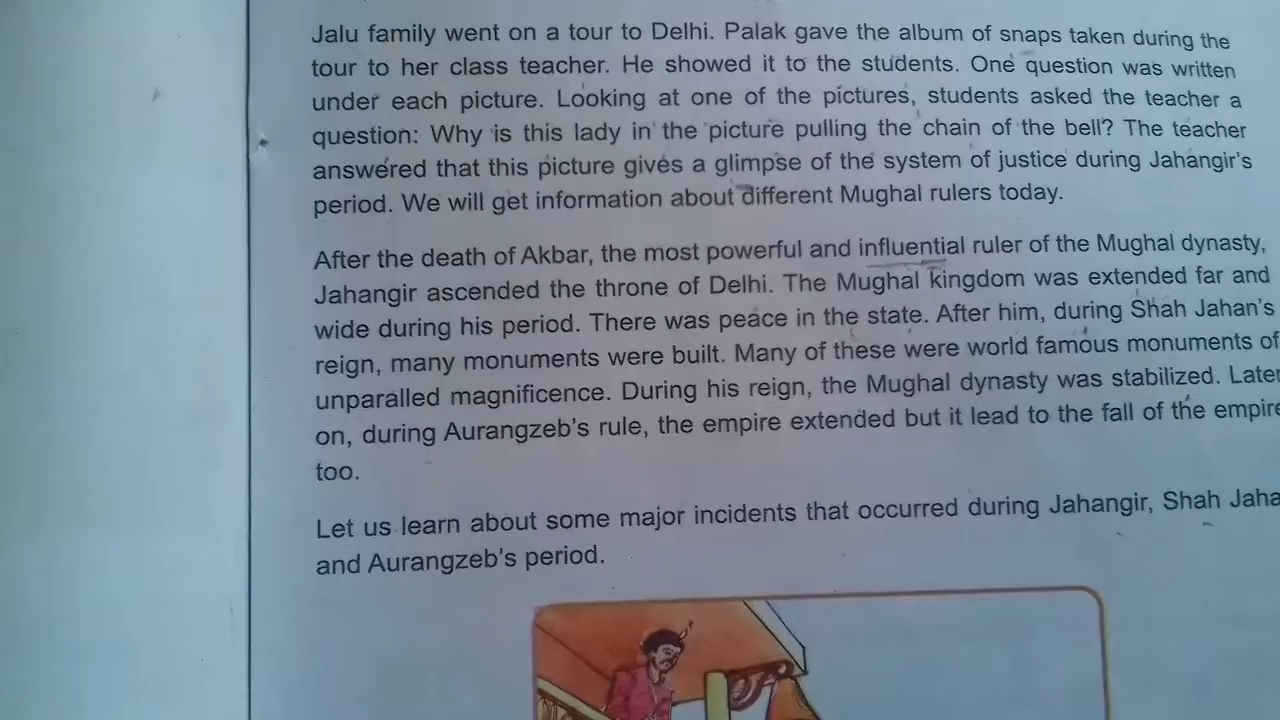 Jalu family went on a tour to Delhi. Palak gave the album of snaps taken during the
tour to her class teacher. He showed it to the students. One question was written
under each picture. Looking at one of the pictures, students asked the teacher a
question: Why is this lady in the picture pulling the chain of the bell? The teacher
answered that this picture gives a glimpse of the system of justice during Jahangir's
period. We will get information about different Mughal rulers today.
After the death of Akbar, the most powerful and influential ruler of the Mughal dynasty,
Jahangir ascended the throne of Delhi. The Mughal kingdom was extended far and
wide during his period. There was peace in the state. After him, during Shah Jahan's
reign, many monuments were built. Many of these were world famous monuments of
unparalled magnificence. During his reign, the Mughal dynasty was stabilized. Later
on, during Aurangzeb's rule, the empire extended but it lead to the fall of the empire
too.
Let us learn about some major incidents that occurred during Jahangir, Shah Jaha
and Aurangzeb's period.